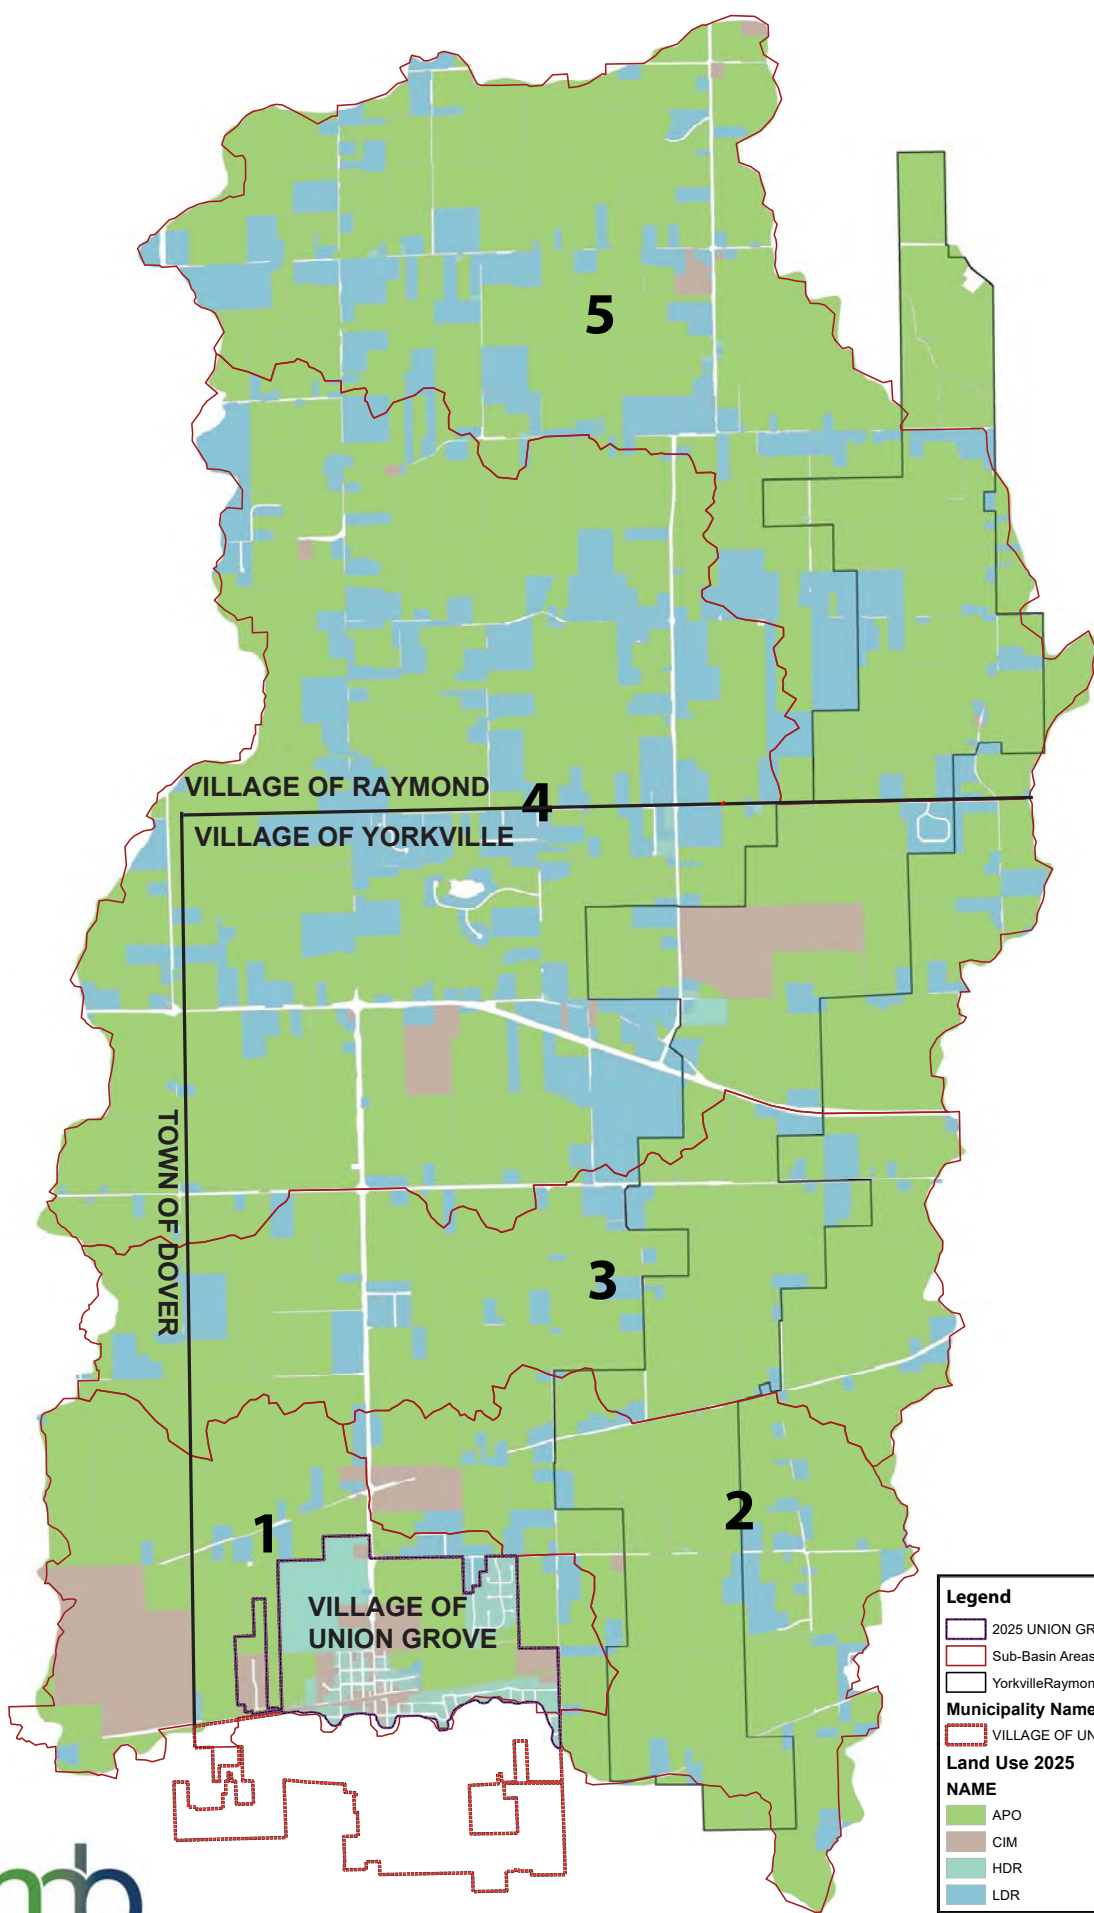 5
VILLAGE OF RAYMOND
4
VILLAGE OF YORKVILLE
TOWN OF DOVER
3
2
1
VILLAGE OF
UNION GROVE
Legend
2025 UNION GR
Sub-Basin Areas
YorkvilleRaymon
Municipality Name
VILLAGE OF UN
Land Use 2025
NAME
APO
CIM
HDR
LDR
mb